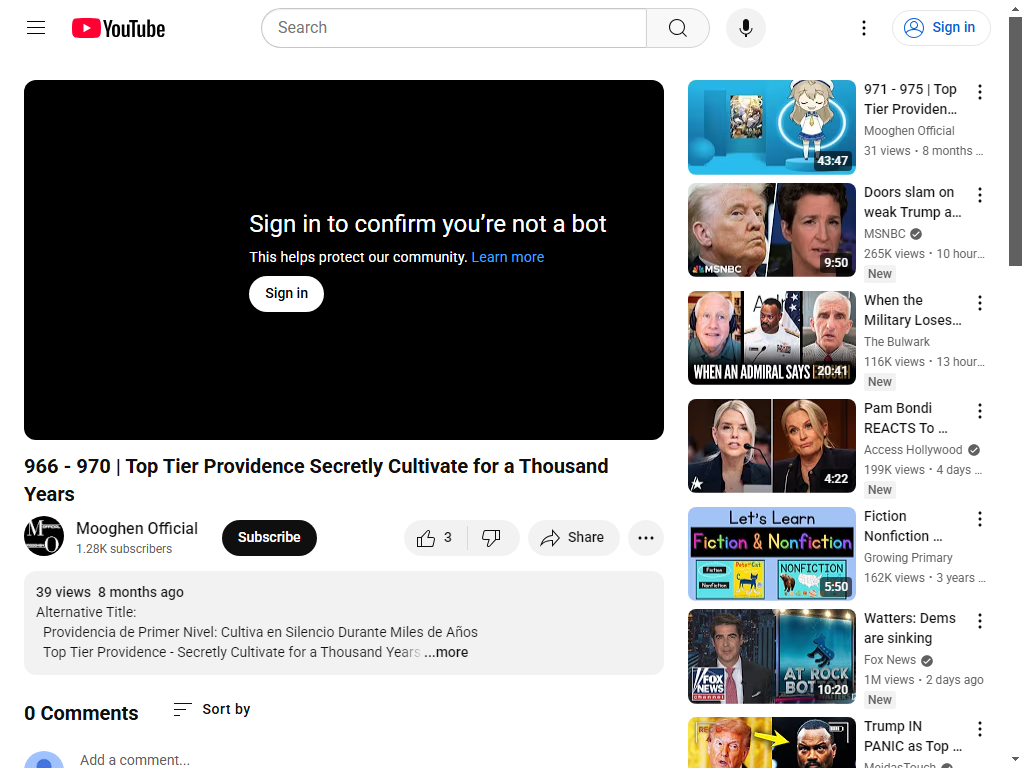 YouTube
Search
Sign in
Sign in to confirm you’re not a bot
This helps protect our community. Learn more
Sign in
966 - 970 | Top Tier Providence Secretly Cultivate for a Thousand
Years
Mooghen Official
1.28K subscribers
Subscribe
3
Share
39 views 8 months ago
Alternative Title:
Providencia de Primer Nivel: Cultiva en Silencio Durante Miles de Años
Top Tier Providence - Secretly Cultivate for a Thousand Years ...more
0 Comments
Sort by
Add a comment...
43:47
971 - 975 | Top
Tier Providen...
Mooghen Official
31 views • 8 months ...
MSNBC
9:50
Doors slam on
weak Trump a...
MSNBC
265K views • 10 hour...
New
WHEN AN ADMIRAL SAYS
20:41
When the
Military Loses...
The Bulwark
116K views • 13 hour...
New
4:22
Pam Bondi
REACTS To ...
Access Hollywood
199K views • 4 days ...
New
Let's Learn
Fiction & Nonfiction
Fiction
Nonfiction
Pete the Cat
NONFICTION
5:50
Fiction
Nonfiction ...
Growing Primary
162K views • 3 years ...
FOX
NEWS
channel
AT ROCK
BOTTOM
10:20
Watters: Dems
are sinking
Fox News
1M views • 2 days ago
New
Trump IN
PANIC as Top ...
MeidasTouch